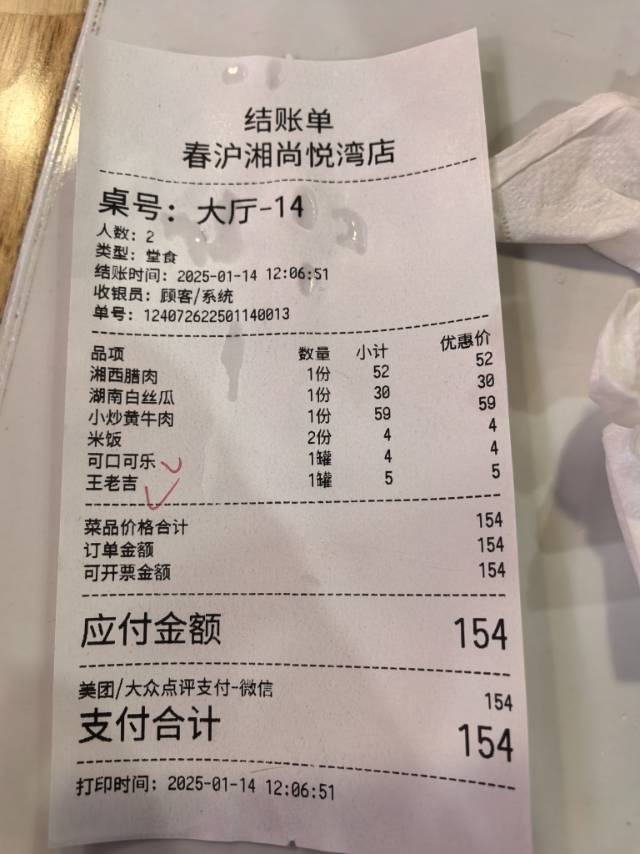 结账单
春沪湘尚悦湾店
桌号：大厅-14
人数：2
类型：堂食
结账时间：2025-01-14 12:06:51
收银员：顾客/系统
单号：124072622501140013
品项 数量 小计 优惠价
湘西腊肉 1份 52 52
湖南白丝瓜 1份 30 30
小炒黄牛肉 1份 59 59
米饭 2份 4 4
可口可乐 1罐 4 4
王老吉 1罐 5 5
菜品价格合计 154
订单金额 154
可开票金额 154
应付金额 154
美团/大众点评支付-微信 154
支付合计 154
打印时间：2025-01-14 12:06:51